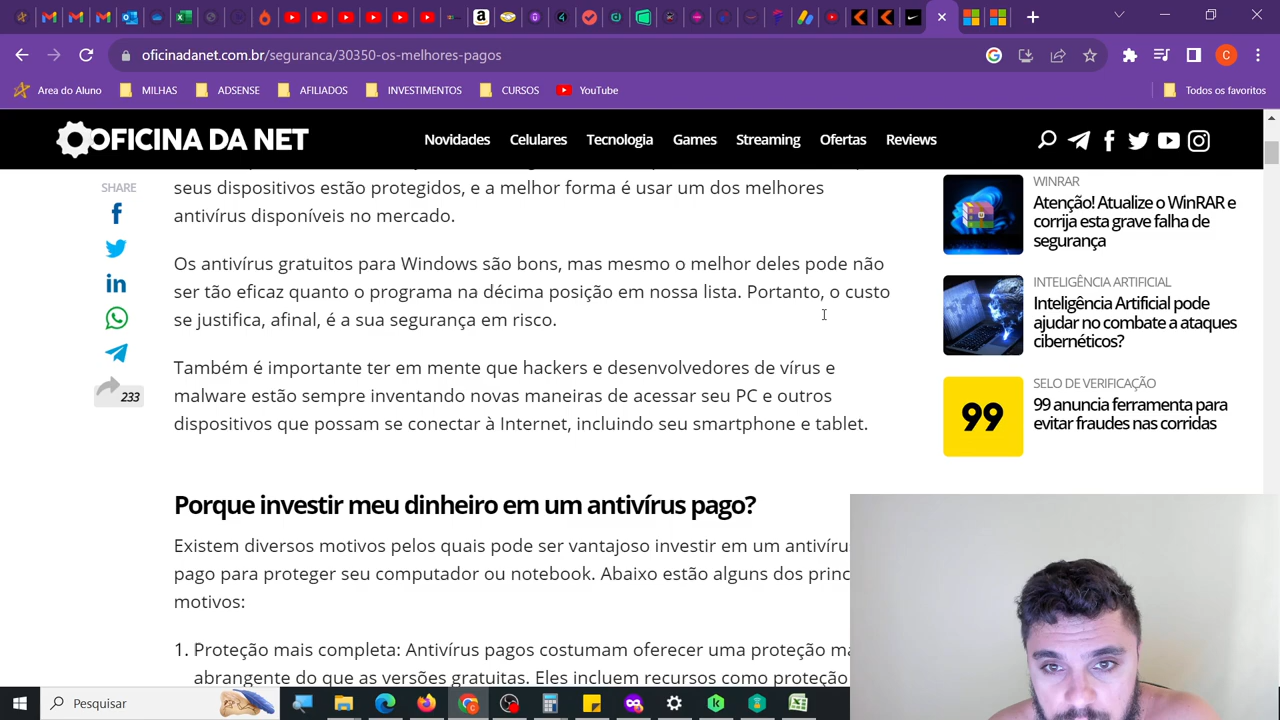 oficinadanet.com.br/seguranca/30350-os-melhores-pagos
Area do Aluno
MILHAS
ADSENSE
AFILIADOS
INVESTIMENTOS
CURSOS
YouTube
Todos os favoritos
OFICINA DA NET
Novidades
Celulares
Tecnologia
Games
Streaming
Ofertas
Reviews
SHARE
233
seus dispositivos estão protegidos, e a melhor forma é usar um dos melhores
antivírus disponíveis no mercado.
Os antivírus gratuitos para Windows são bons, mas mesmo o melhor deles pode não
ser tão eficaz quanto o programa na décima posição em nossa lista. Portanto, o custo
se justifica, afinal, é a sua segurança em risco.
Também é importante ter em mente que hackers e desenvolvedores de vírus e
malware estão sempre inventando novas maneiras de acessar seu PC e outros
dispositivos que possam se conectar à Internet, incluindo seu smartphone e tablet.
Porque investir meu dinheiro em um antivírus pago?
Existem diversos motivos pelos quais pode ser vantajoso investir em um antivíru
pago para proteger seu computador ou notebook. Abaixo estão alguns dos princ
motivos:
1. Proteção mais completa: Antivírus pagos costumam oferecer uma proteção ma
abrangente do que as versões gratuitas. Eles incluem recursos como proteção
WINRAR
Atenção! Atualize o WinRAR e
corrija esta grave falha de
segurança
INTELIGÊNCIA ARTIFICIAL
Inteligência Artificial pode
ajudar no combate a ataques
cibernéticos?
99
SELO DE VERIFICAÇÃO
99 anuncia ferramenta para
evitar fraudes nas corridas
Pesquisar